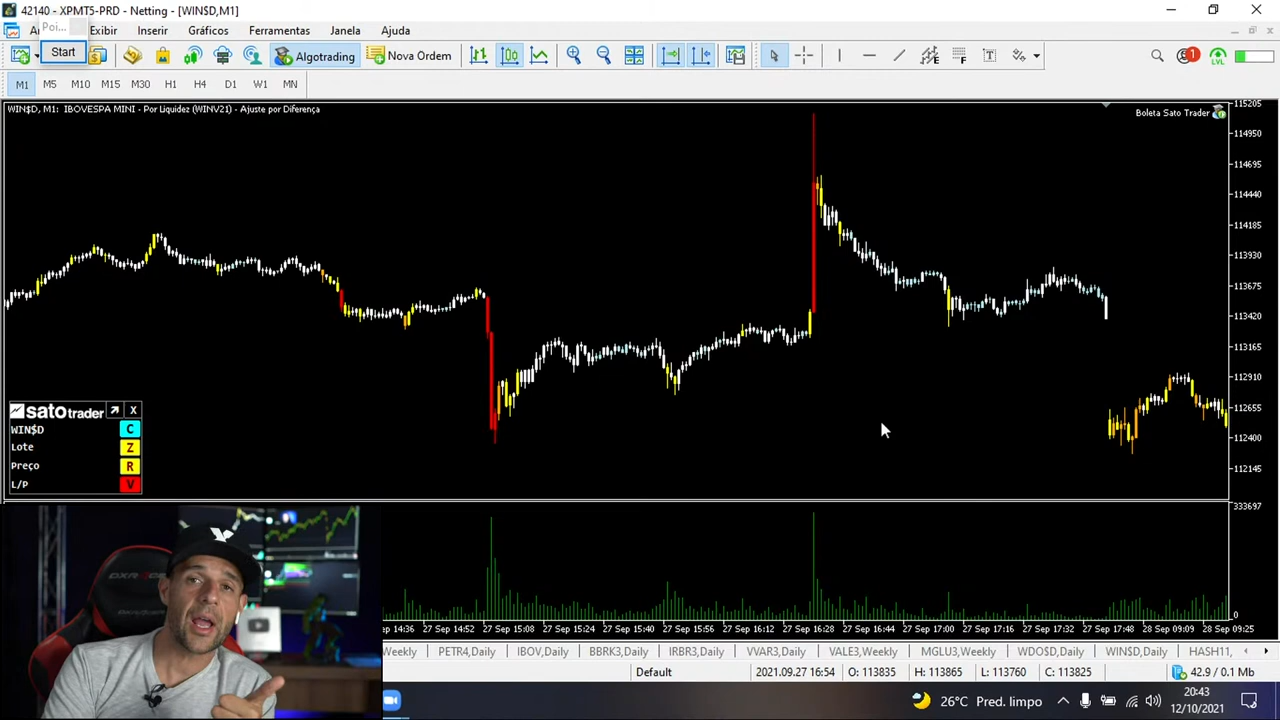 42140 - XPMT5-PRD - Netting - [WIN$D,M1]
Poi...
Exibir Inserir Gráficos Ferramentas Janela Ajuda
Start
Algotrading
Nova Ordem
1
LVL
M1 M5 M10 M15 M30 H1 H4 D1 W1 MN
WIN$D, M1: IBOVESPA MINI - Por Liquidez (WINV21) - Ajuste por Diferença
Boleta Sato Trader
115205
114950
114695
114440
114185
113930
113675
113420
113165
112910
112655
112400
112145
sato trader X
WIN$D C
Lote Z
Preço R
L/P V
333697
0
14:36 27 Sep 14:52 27 Sep 15:08 27 Sep 15:24 27 Sep 15:40 27 Sep 15:56 27 Sep 16:12 27 Sep 16:28 27 Sep 16:44 27 Sep 17:00 27 Sep 17:16 27 Sep 17:32 27 Sep 17:48 28 Sep 09:09 28 Sep 09:25
Weekly PETR4,Daily IBOV,Daily BBRK3,Daily IRBR3,Daily VVAR3,Daily VALE3,Weekly MGLU3,Weekly WDO$D,Daily WIN$D,Daily HASH11,
Default 2021.09.27 16:54 O: 113835 H: 113865 L: 113760 C: 113825 42.9 / 0.1 Mb
26°C Pred. limpo
20:43
12/10/2021